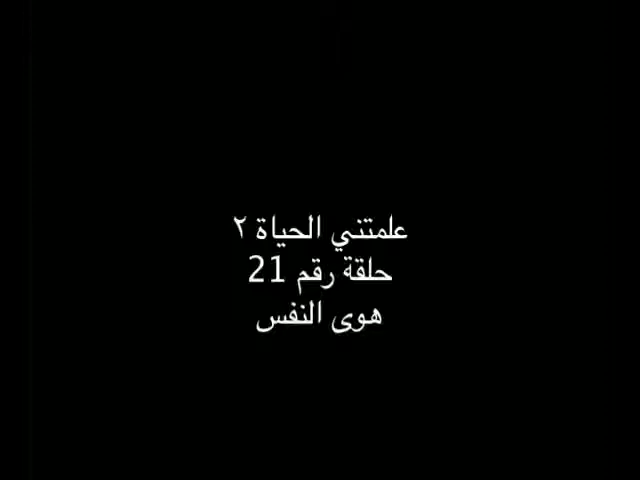 علمتني الحياة ٢
حلقة رقم 21
هوى النفس